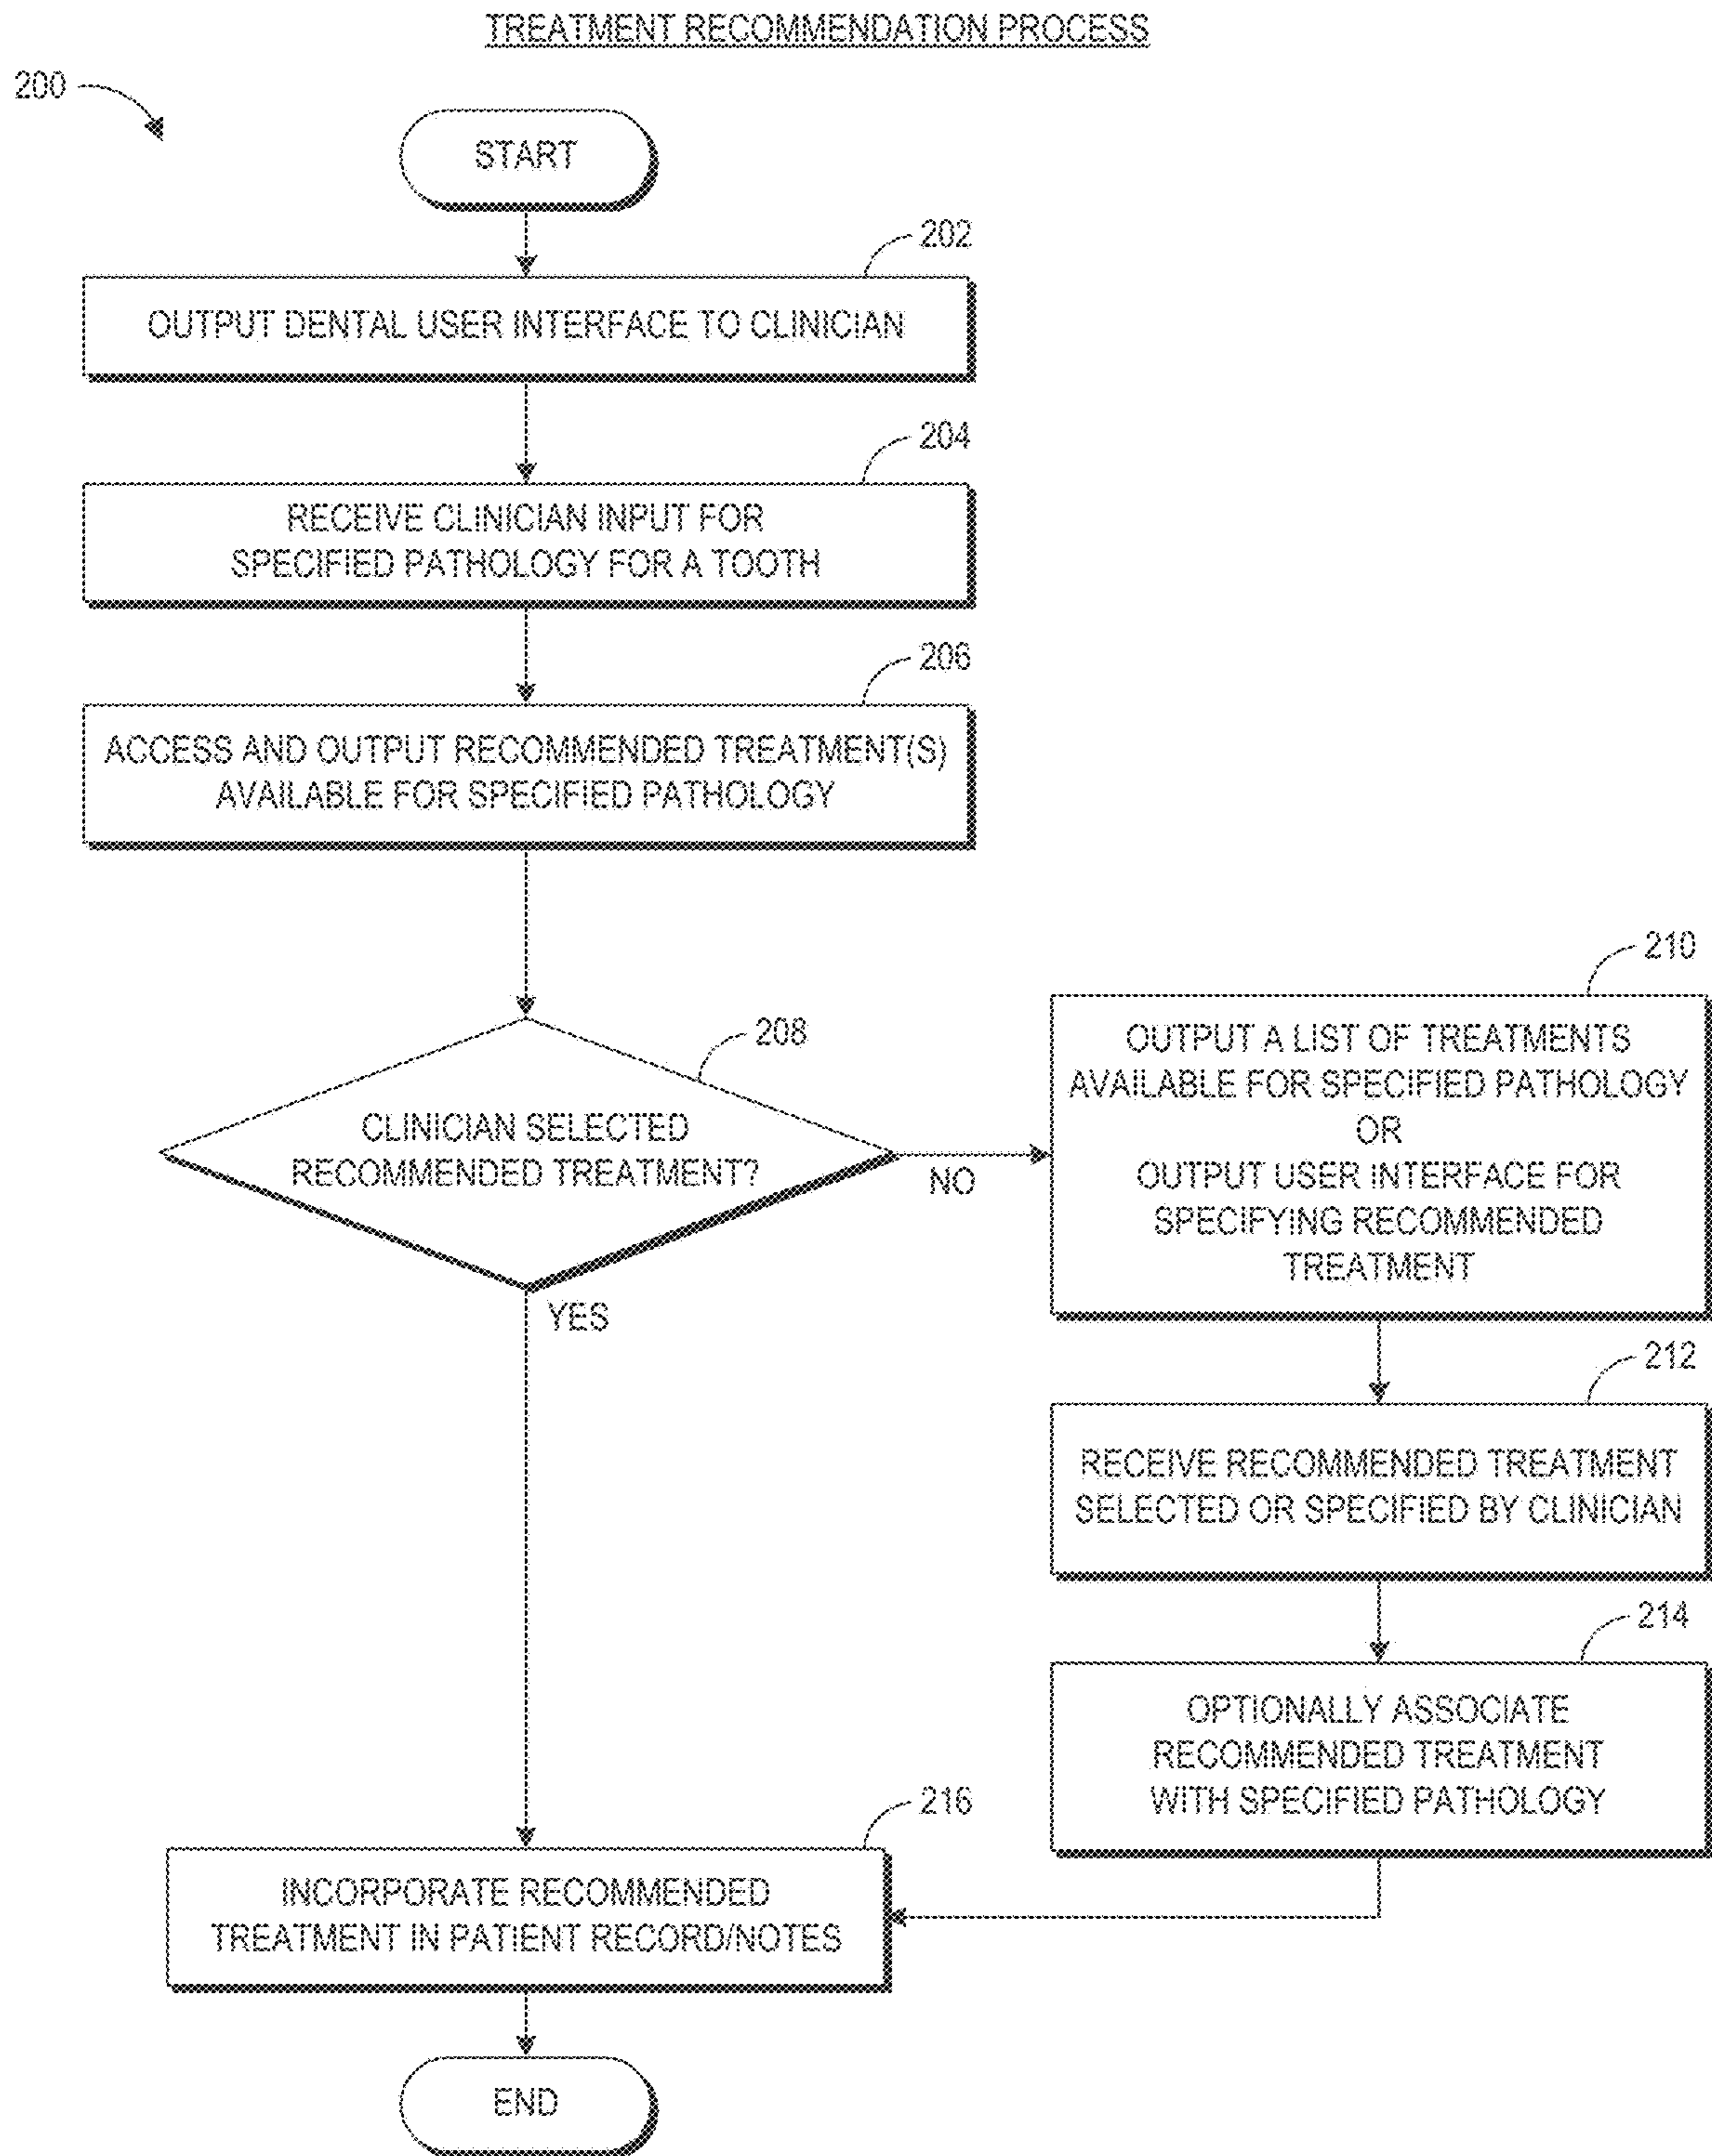 TREATMENT RECOMMENDATION PROCESS
200
START
202
OUTPUT DENTAL USER INTERFACE TO CLINICIAN
204
RECEIVE CLINICIAN INPUT FOR
SPECIFIED PATHOLOGY FOR A TOOTH
206
ACCESS AND OUTPUT RECOMMENDED TREATMENT(S)
AVAILABLE FOR SPECIFIED PATHOLOGY
208
CLINICIAN SELECTED
RECOMMENDED TREATMENT?
NO
YES
210
OUTPUT A LIST OF TREATMENTS
AVAILABLE FOR SPECIFIED PATHOLOGY
OR
OUTPUT USER INTERFACE FOR
SPECIFYING RECOMMENDED
TREATMENT
212
RECEIVE RECOMMENDED TREATMENT
SELECTED OR SPECIFIED BY CLINICIAN
214
OPTIONALLY ASSOCIATE
RECOMMENDED TREATMENT
WITH SPECIFIED PATHOLOGY
216
INCORPORATE RECOMMENDED
TREATMENT IN PATIENT RECORD/NOTES
END